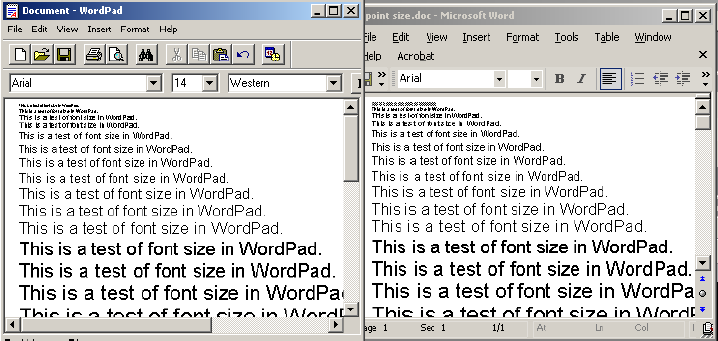 Document - WordPad
File Edit View Insert Format Help
Arial 14 Western
This is a test of font size in WordPad.
This is a test of font size in WordPad.
This is a test of font size in WordPad.
This is a test of font size in WordPad.
This is a test of font size in WordPad.
This is a test of font size in WordPad.
This is a test of font size in WordPad.
This is a test of font size in WordPad.
This is a test of font size in WordPad.
This is a test of font size in WordPad.
This is a test of font size in WordPad.
This is a test of font size in WordPad.
This is a test of font size in WordPa
This is a test of font size in WordP
point size.doc - Microsoft Word
File Edit View Insert Format Tools Table Window
Help Acrobat
Arial B I
This is a test of font size in WordPad.
This is a test of font size in WordPad.
This is a test of font size in WordPad.
This is a test of font size in WordPad.
This is a test of font size in WordPad.
This is a test of font size in WordPad.
This is a test of font size in WordPad.
This is a test of font size in WordPad.
This is a test of font size in WordPad.
This is a test of font size in WordPad.
This is a test of font size in WordPad.
This is a test of font size in WordPad.
This is a test of font size in WordPa
This is a test of font size in WordP
age 1 Sec 1 1/1 At Ln Col